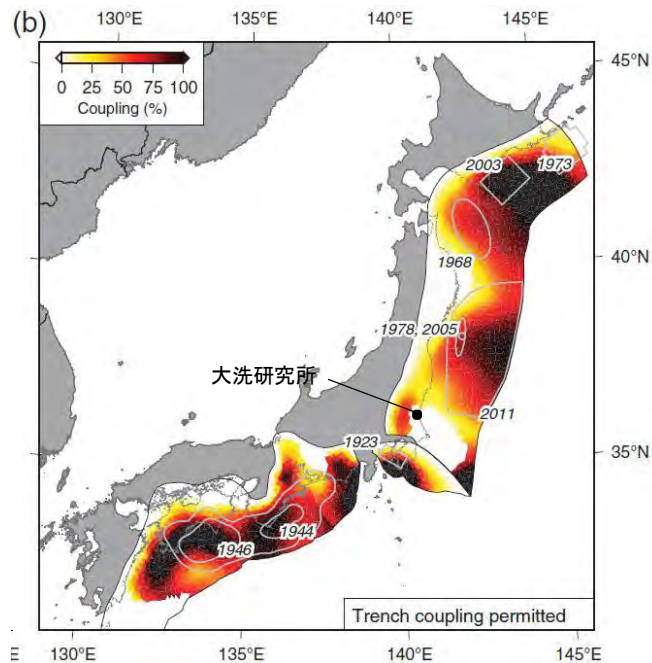 (b)
130°E 135°E 140°E 145°E
45°N
0 25 50 75 100
Coupling (%)
2003
1973
40°N
1968
1978, 2005
大洗研究所
2011
1923
35°N
1944
1946
Trench coupling permitted
E 130°E 135°E 140°E 145°E